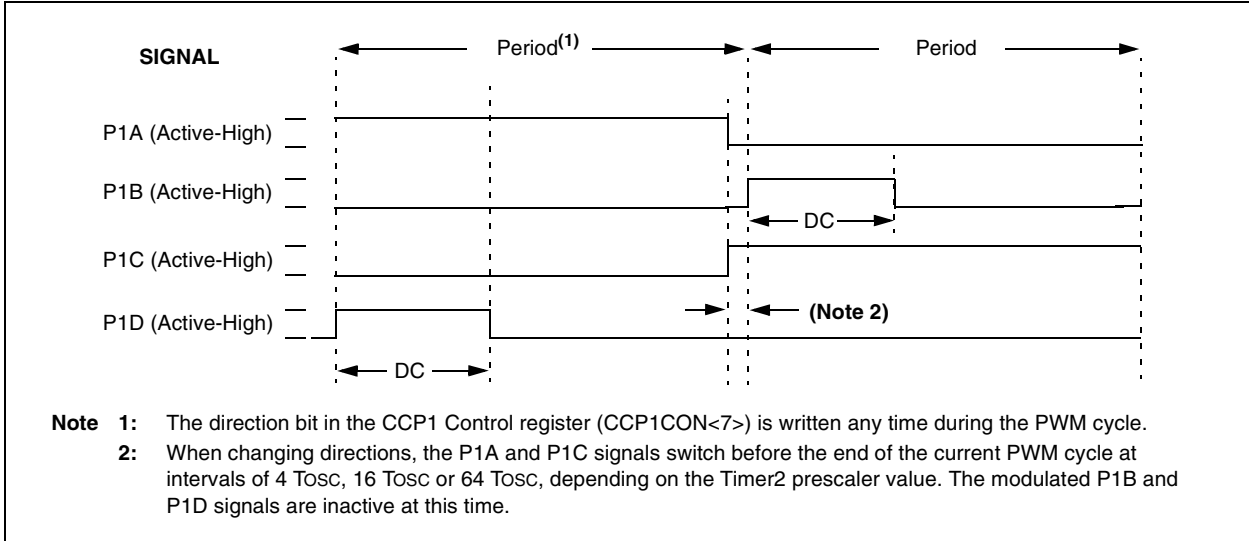 SIGNAL
Period(1)
Period
P1A (Active-High)
P1B (Active-High)
DC
P1C (Active-High)
P1D (Active-High)
(Note 2)
DC
Note 1: The direction bit in the CCP1 Control register (CCP1CON<7>) is written any time during the PWM cycle.
2: When changing directions, the P1A and P1C signals switch before the end of the current PWM cycle at
intervals of 4 TOSC, 16 TOSC or 64 TOSC, depending on the Timer2 prescaler value. The modulated P1B and
P1D signals are inactive at this time.